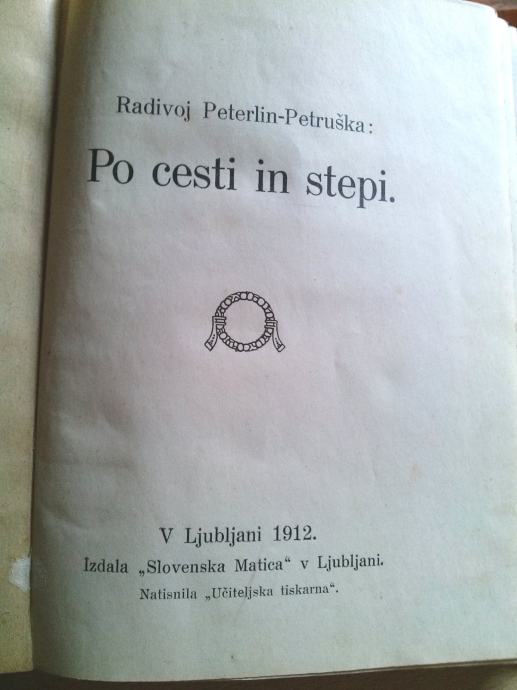 Radivoj Peterlin-Petruška:
Po cesti in stepi.
V Ljubljani 1912.
Izdala „Slovenska Matica“ v Ljubljani.
Natisnila „Učiteljska tiskarna“.